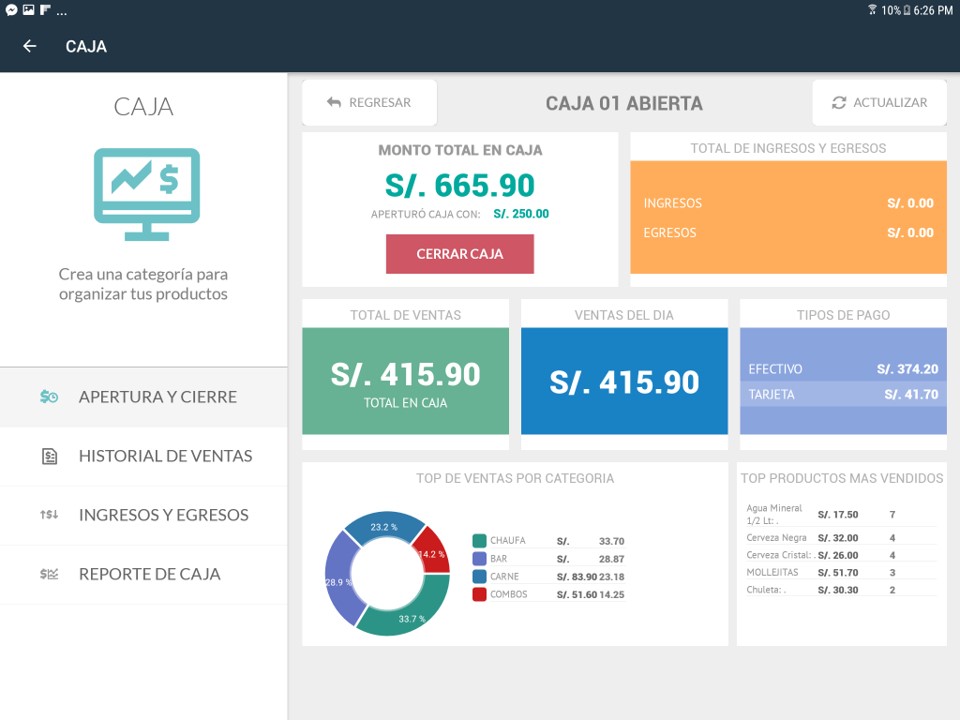 ... 10% 6:26 PM
CAJA
CAJA
Crea una categoría para
organizar tus productos
APERTURA Y CIERRE
HISTORIAL DE VENTAS
INGRESOS Y EGRESOS
REPORTE DE CAJA
REGRESAR CAJA 01 ABIERTA ACTUALIZAR
MONTO TOTAL EN CAJA
S/. 665.90
APERTURÓ CAJA CON: S/. 250.00
CERRAR CAJA
TOTAL DE INGRESOS Y EGRESOS
INGRESOS S/. 0.00
EGRESOS S/. 0.00
TOTAL DE VENTAS
S/. 415.90
TOTAL EN CAJA
VENTAS DEL DIA
S/. 415.90
TIPOS DE PAGO
EFECTIVO S/. 374.20
TARJETA S/. 41.70
TOP DE VENTAS POR CATEGORIA
23.2 %
14.2 %
28.9 %
33.7 %
CHAUFA S/. 33.70
BAR S/. 28.87
CARNE S/. 83.90 23.18
COMBOS S/. 51.60 14.25
TOP PRODUCTOS MAS VENDIDOS
Agua Mineral
1/2 Lt: . S/. 17.50 7
Cerveza Negra S/. 32.00 4
Cerveza Cristal: . S/. 26.00 4
MOLLEJITAS S/. 51.70 3
Chuleta: . S/. 30.30 2